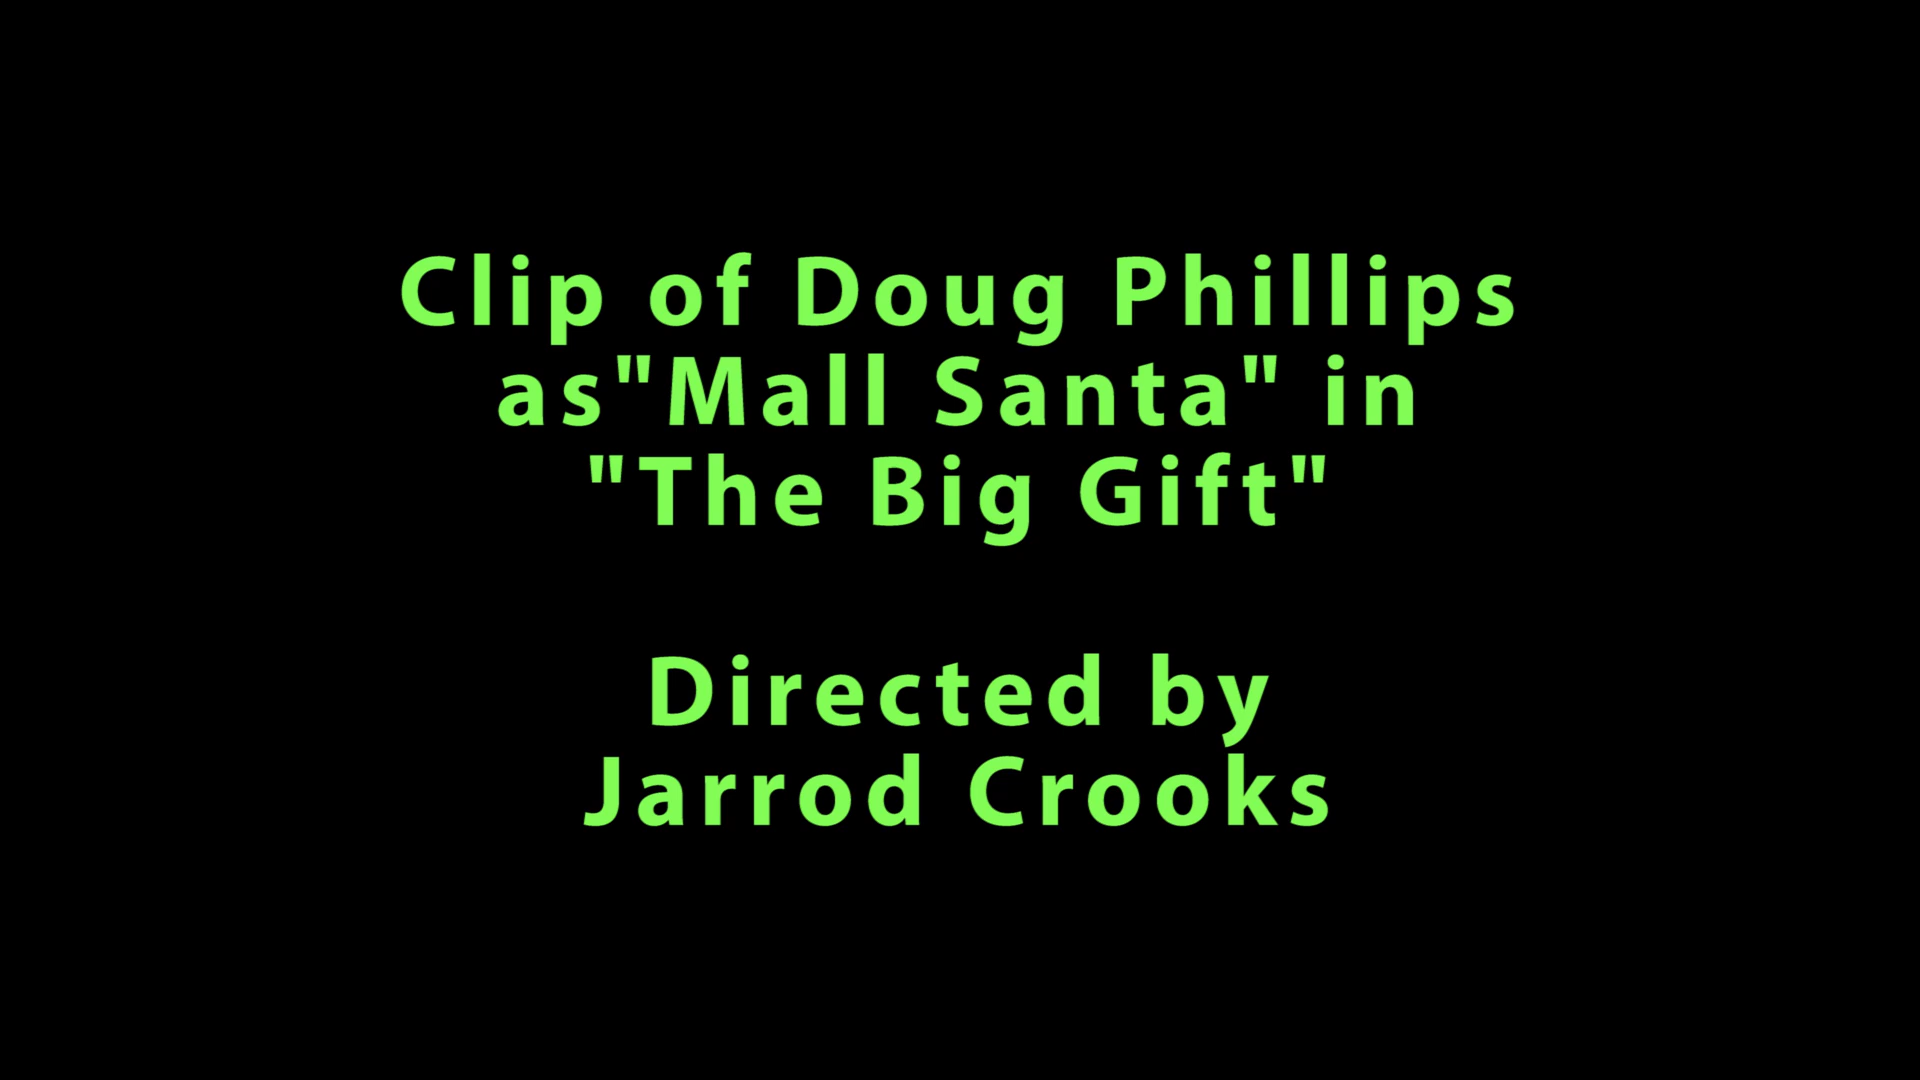 Clip of Doug Phillips
as"Mall Santa" in
"The Big Gift"
Directed by
Jarrod Crooks